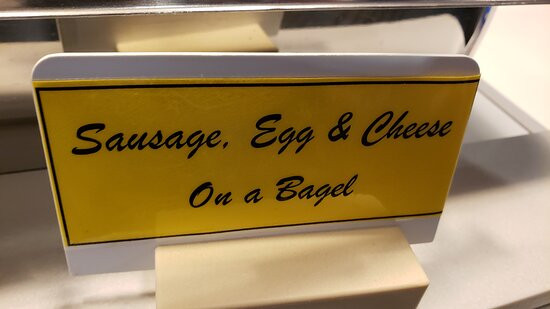 Sausage, Egg & Cheese
On a Bagel